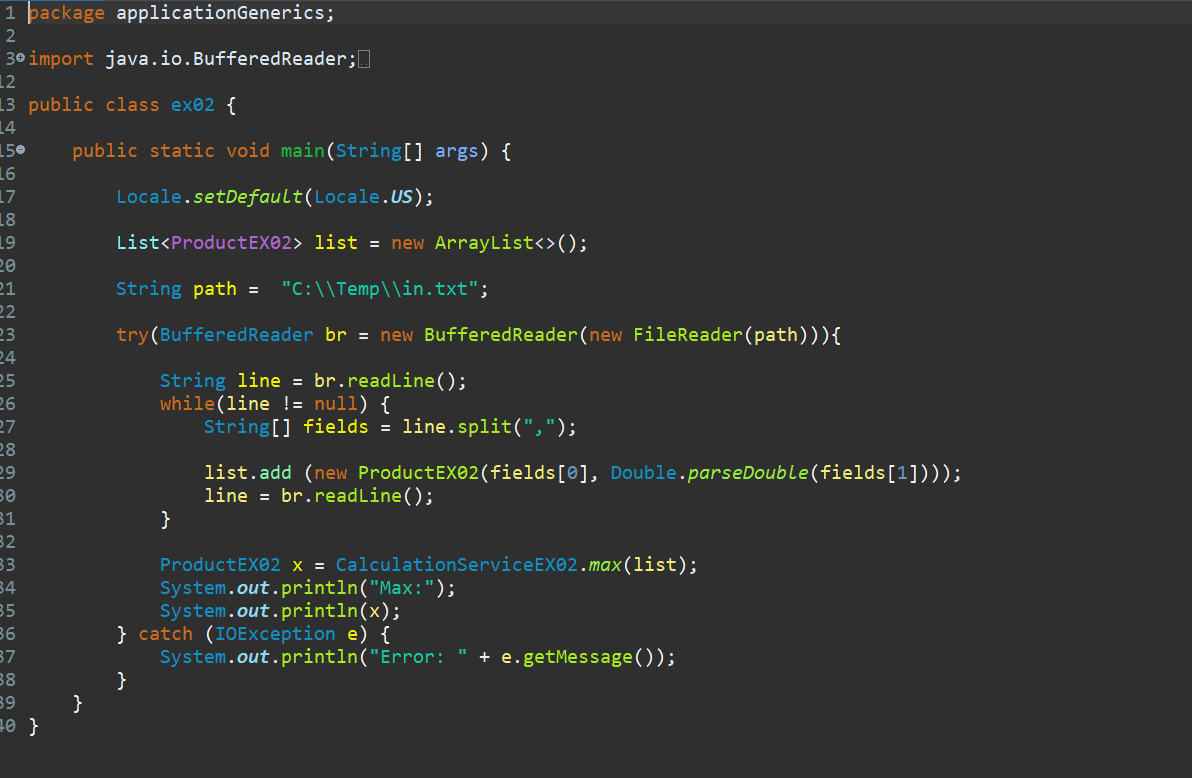 1 package applicationGenerics;
2
3 import java.io.BufferedReader;
12
13 public class ex02 {
14
15     public static void main(String[] args) {
16
17         Locale.setDefault(Locale.US);
18
19         List<ProductEX02> list = new ArrayList<>();
20
21         String path =  "C:\\Temp\\in.txt";
22
23         try(BufferedReader br = new BufferedReader(new FileReader(path))){
24
25             String line = br.readLine();
26             while(line != null) {
27                 String[] fields = line.split(",");
28
29                 list.add (new ProductEX02(fields[0], Double.parseDouble(fields[1])));
30                 line = br.readLine();
31             }
32
33             ProductEX02 x = CalculationServiceEX02.max(list);
34             System.out.println("Max:");
35             System.out.println(x);
36         } catch (IOException e) {
37             System.out.println("Error: " + e.getMessage());
38         }
39     }
40 }